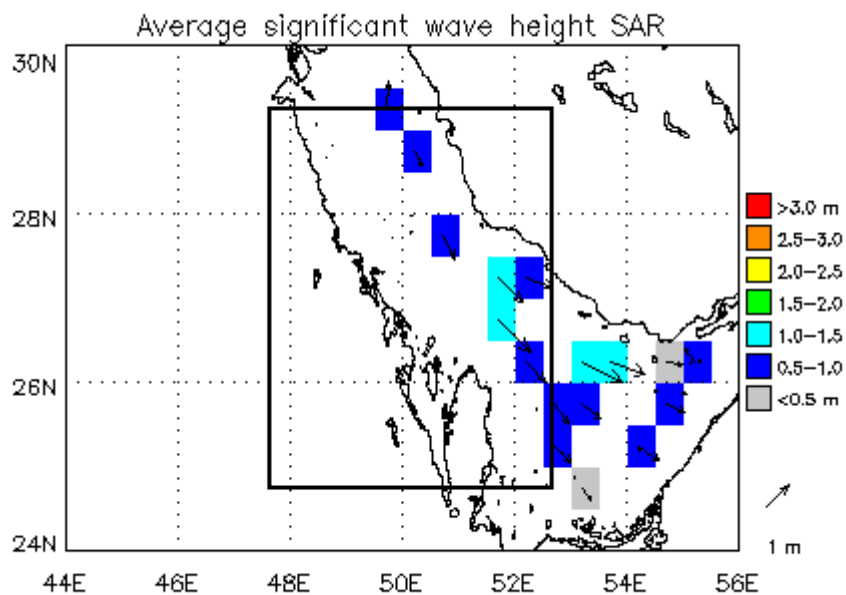 Average significant wave height SAR
30N
28N
26N
24N
44E 46E 48E 50E 52E 54E 56E
>3.0 m
2.5-3.0
2.0-2.5
1.5-2.0
1.0-1.5
0.5-1.0
<0.5 m
1 m